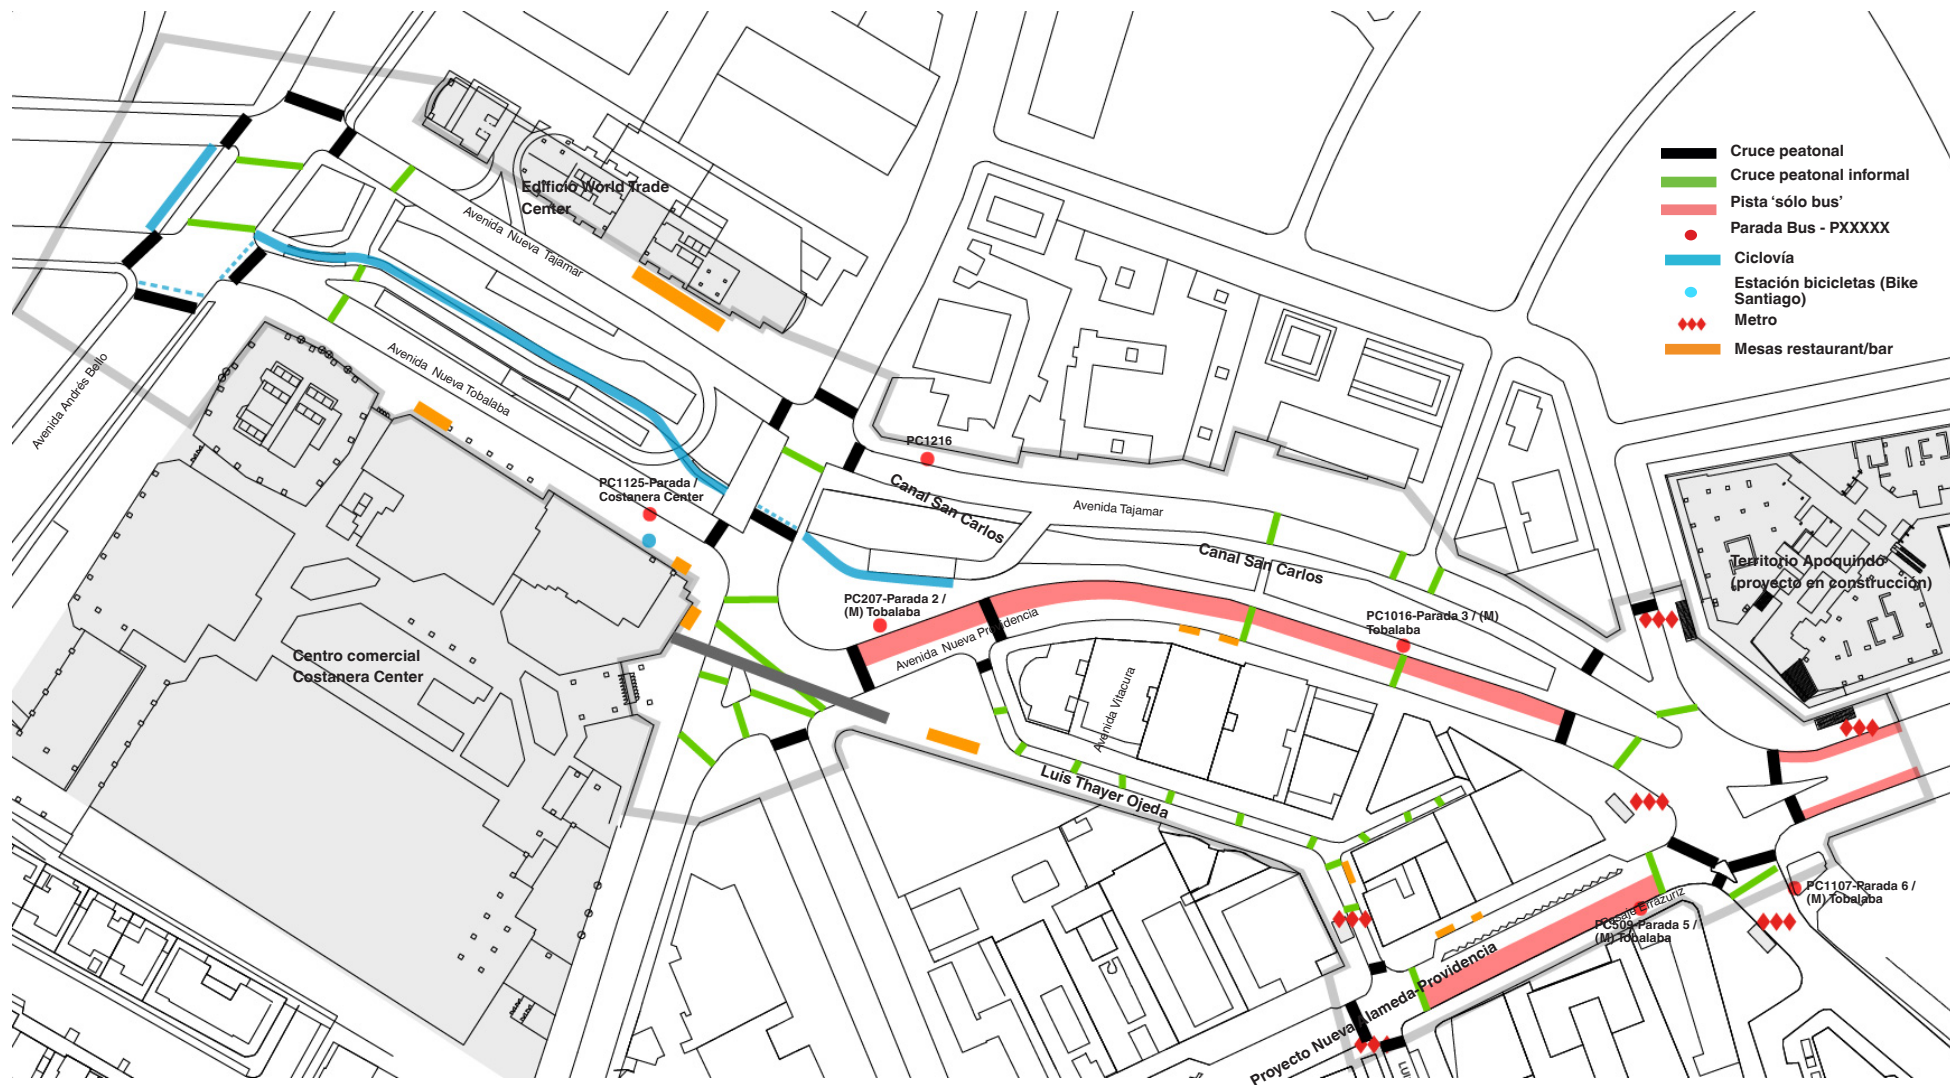 Cruce peatonal
Cruce peatonal informal
Pista ‘sólo bus’
Parada Bus - PXXXXX
Ciclovía
Estación bicicletas (Bike
Santiago)
Metro
Mesas restaurant/bar
Edificio World Trade
Center
Avenida Nueva Tajamar
Avenida Nueva Tobalaba
Avenida Andrés Bello
PC1216
Canal San Carlos
Avenida Tajamar
Canal San Carlos
PC1125-Parada /
Costanera Center
Territorio Apoquindo
(proyecto en construcción)
PC207-Parada 2 /
(M) Tobalaba
Avenida Nueva Providencia
PC1016-Parada 3 / (M)
Tobalaba
Centro comercial
Costanera Center
Avenida Vitacura
Luis Thayer Ojeda
PC1107-Parada 6 /
(M) Tobalaba
Pasaje Errázuriz
PC509-Parada 5 /
(M) Tobalaba
Proyecto Nueva Alameda-Providencia